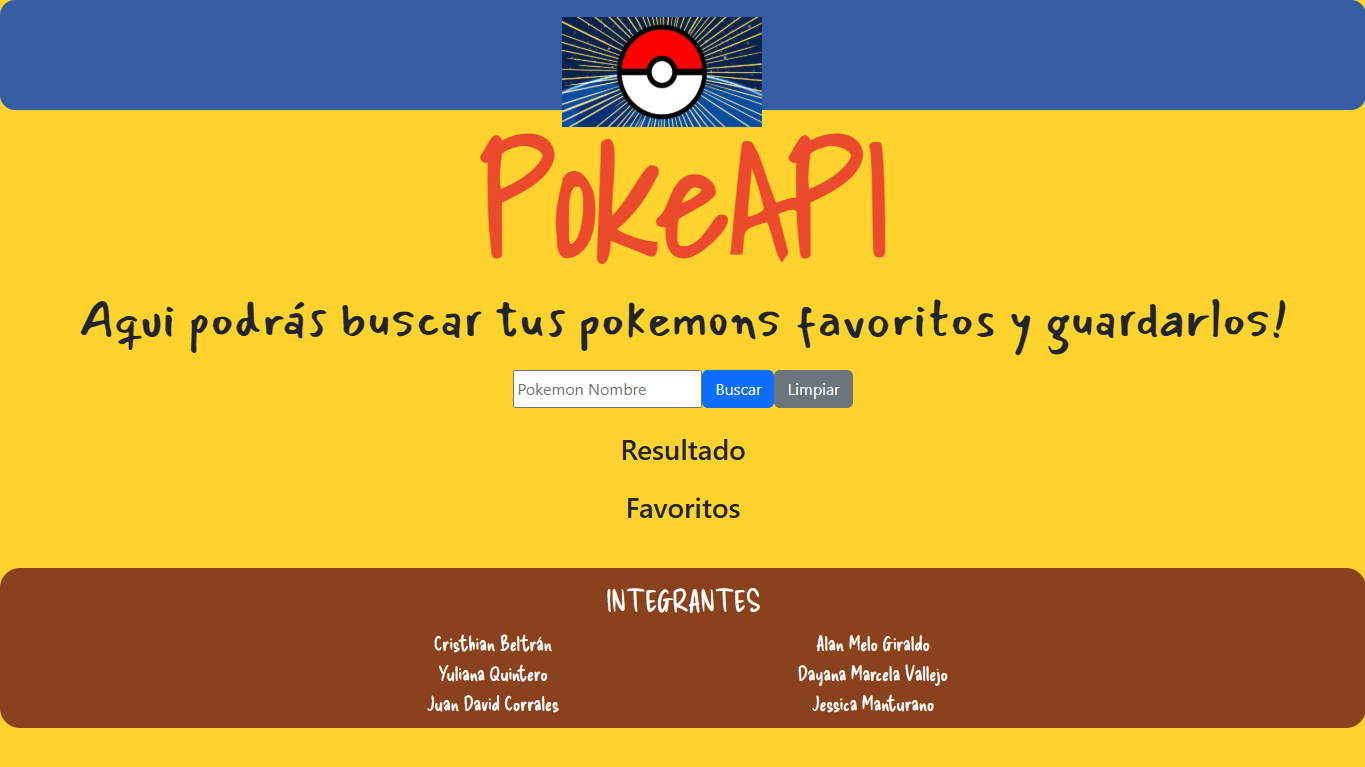 PokeAPI
Aqui podrás buscar tus pokemons favoritos y guardarlos!
Pokemon Nombre Buscar Limpiar
Resultado
Favoritos
INTEGRANTES
Cristhian Beltrán Alan Melo Giraldo
Yuliana Quintero Dayana Marcela Vallejo
Juan David Corrales Jessica Manturano